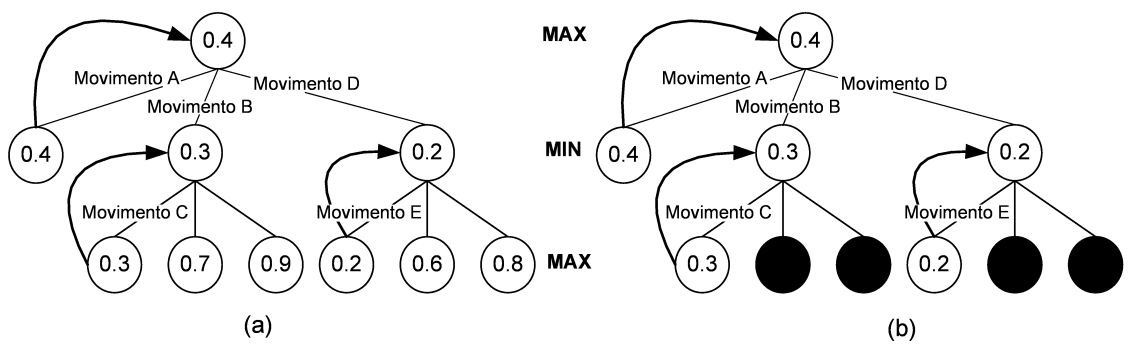 0.4 MAX 0.4
Movimento A Movimento D Movimento A Movimento D
Movimento B Movimento B
0.4 0.3 0.2 MIN 0.4 0.3 0.2
Movimento C Movimento E Movimento C Movimento E
0.3 0.7 0.9 0.2 0.6 0.8 MAX 0.3 0.2
(a) (b)